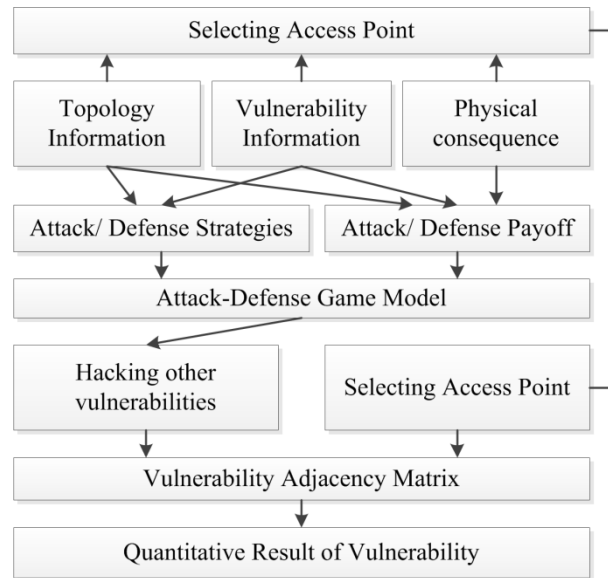 Selecting Access Point
Topology
Information
Vulnerability
Information
Physical
consequence
Attack/ Defense Strategies
Attack/ Defense Payoff
Attack-Defense Game Model
Hacking other
vulnerabilities
Selecting Access Point
Vulnerability Adjacency Matrix
Quantitative Result of Vulnerability